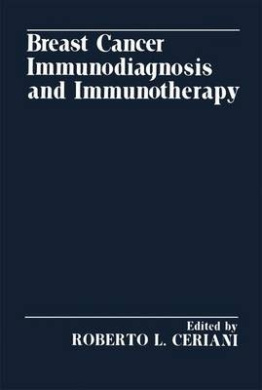 Breast Cancer
Immunodiagnosis
and Immunotherapy
Edited by
ROBERTO L. CERIANI